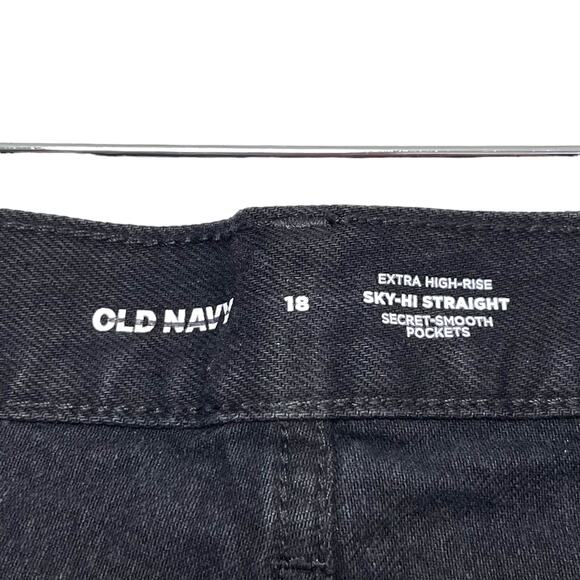 OLD NAVY
18
EXTRA HIGH-RISE
SKY-HI STRAIGHT
SECRET-SMOOTH
POCKETS